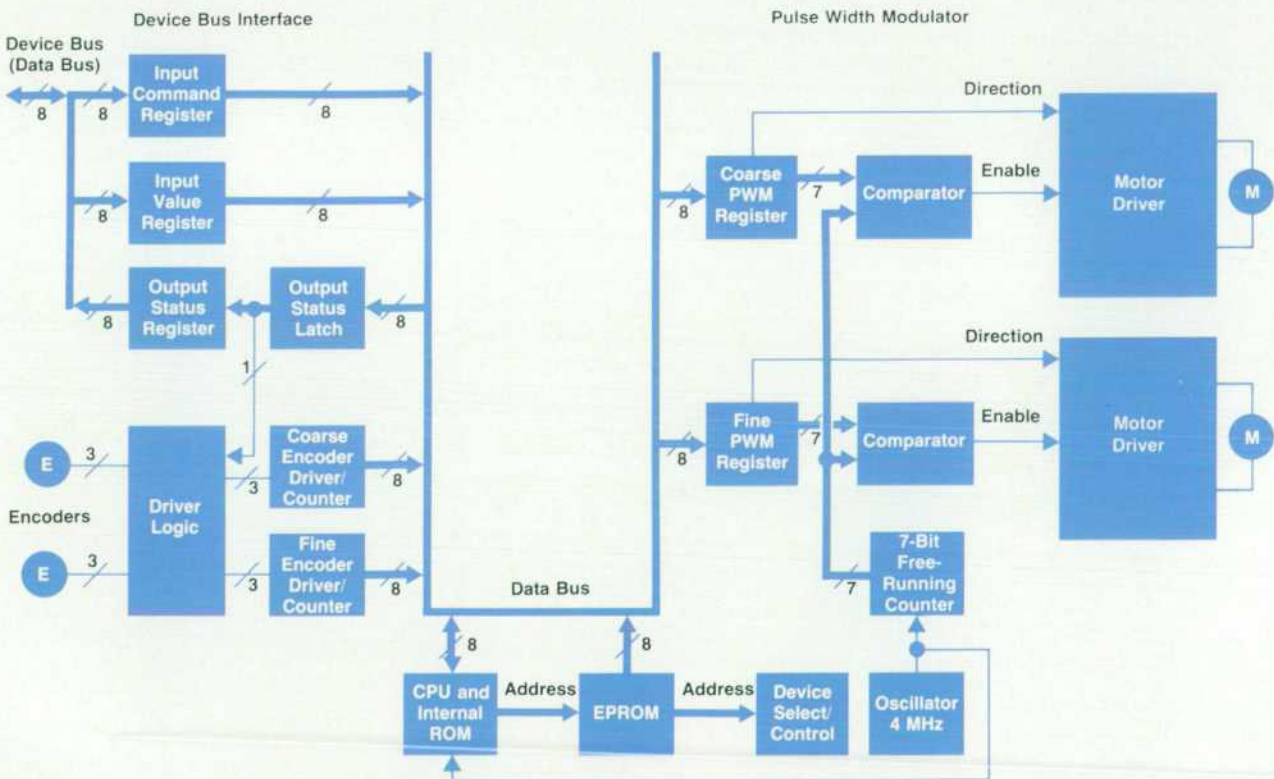 Device Bus Interface
Pulse Width Modulator
Device Bus
(Data Bus)
8
8
Input
Command
Register
8
8
Input
Value
Register
8
8
Output
Status
Register
Output
Status
Latch
8
1
E
3
Encoders
E
3
Driver
Logic
3
Coarse
Encoder
Driver/
Counter
8
3
Fine
Encoder
Driver/
Counter
8
Data Bus
8
Coarse
PWM
Register
7
Comparator
Direction
Enable
Motor
Driver
M
8
Fine
PWM
Register
7
Comparator
Direction
Enable
Motor
Driver
M
7
7-Bit
Free-
Running
Counter
8
CPU and
Internal
ROM
Address
8
EPROM
Address
Device
Select/
Control
Oscillator
4 MHz